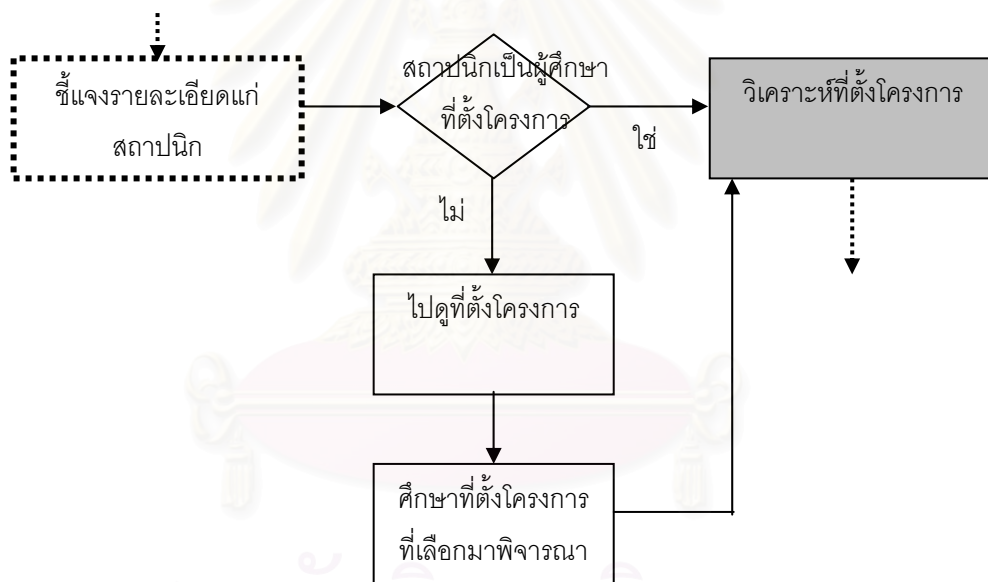 ชี้แจงรายละเอียดแก่
สถาปนิก
สถาปนิกเป็นผู้ศึกษา
ที่ตั้งโครงการ
ใช่
วิเคราะห์ที่ตั้งโครงการ
ไม่
ไปดูที่ตั้งโครงการ
ศึกษาที่ตั้งโครงการ
ที่เลือกมาพิจารณา